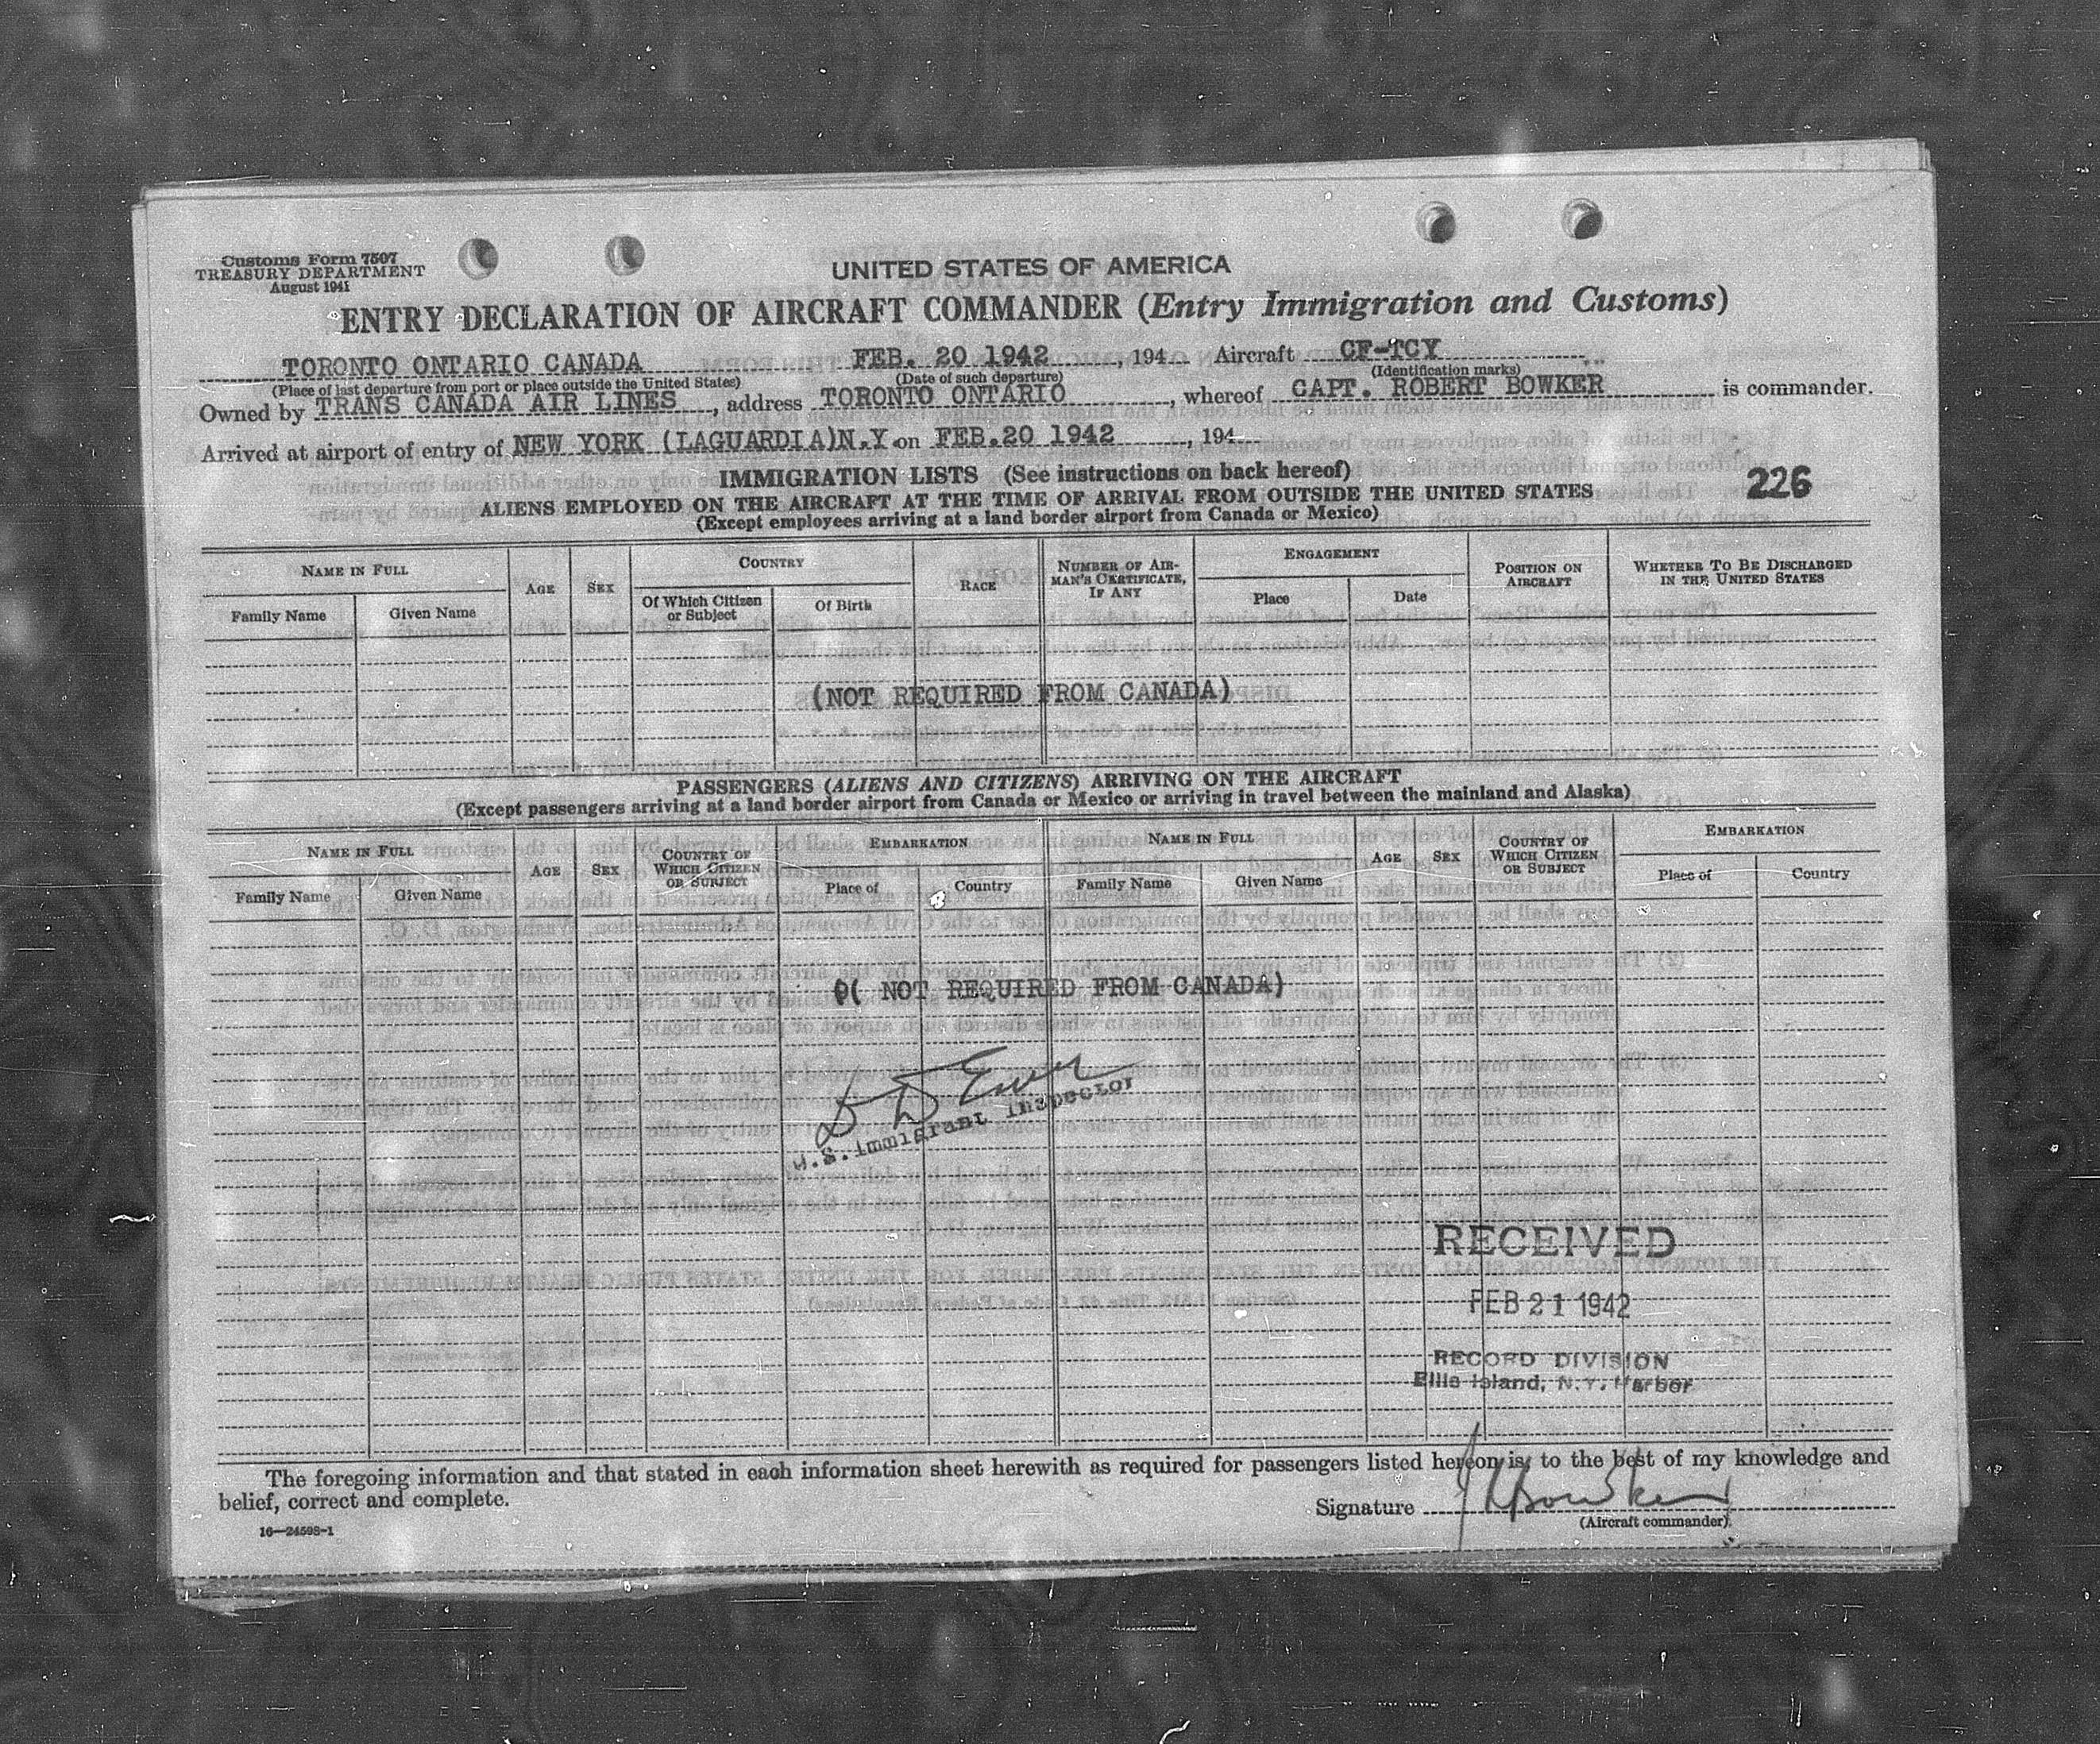 Customs Form 7507
TREASURY DEPARTMENT
August 1941
UNITED STATES OF AMERICA
ENTRY DECLARATION OF AIRCRAFT COMMANDER (Entry Immigration and Customs)
TORONTO ONTARIO CANADA FEB. 20 1942, 194 Aircraft CF-TCY
(Place of last departure from port or place outside the United States) (Date of such departure) (Identification marks)
Owned by TRANS CANADA AIR LINES, address TORONTO ONTARIO, whereof CAPT. ROBERT BOWKER is commander.
Arrived at airport of entry of NEW YORK (LAGUARDIA)N.Y. on FEB.20 1942, 194
IMMIGRATION LISTS (See instructions on back hereof)
226
ALIENS EMPLOYED ON THE AIRCRAFT AT THE TIME OF ARRIVAL FROM OUTSIDE THE UNITED STATES
(Except employees arriving at a land border airport from Canada or Mexico)
NAME IN FULL AGE SEX COUNTRY RACE NUMBER OF AIRMAN'S CERTIFICATE, IF ANY ENGAGEMENT POSITION ON AIRCRAFT WHETHER TO BE DISCHARGED IN THE UNITED STATES
Family Name Given Name Of Which Citizen or Subject Of Birth Place Date
(NOT REQUIRED FROM CANADA)
PASSENGERS (ALIENS AND CITIZENS) ARRIVING ON THE AIRCRAFT
(Except passengers arriving at a land border airport from Canada or Mexico or arriving in travel between the mainland and Alaska)
NAME IN FULL AGE SEX COUNTRY OF WHICH CITIZEN OR SUBJECT EMBARKATION NAME IN FULL AGE SEX COUNTRY OF WHICH CITIZEN OR SUBJECT EMBARKATION
Family Name Given Name Place of Country Family Name Given Name Place of Country
( NOT REQUIRED FROM CANADA)
U.S. Immigrant Inspector
RECEIVED
FEB 21 1942
RECORD DIVISION
Ellis Island, N.Y. Harbor
The foregoing information and that stated in each information sheet herewith as required for passengers listed hereon is, to the best of my knowledge and
belief, correct and complete.
Signature Bowker
(Aircraft commander)
16—24598-1